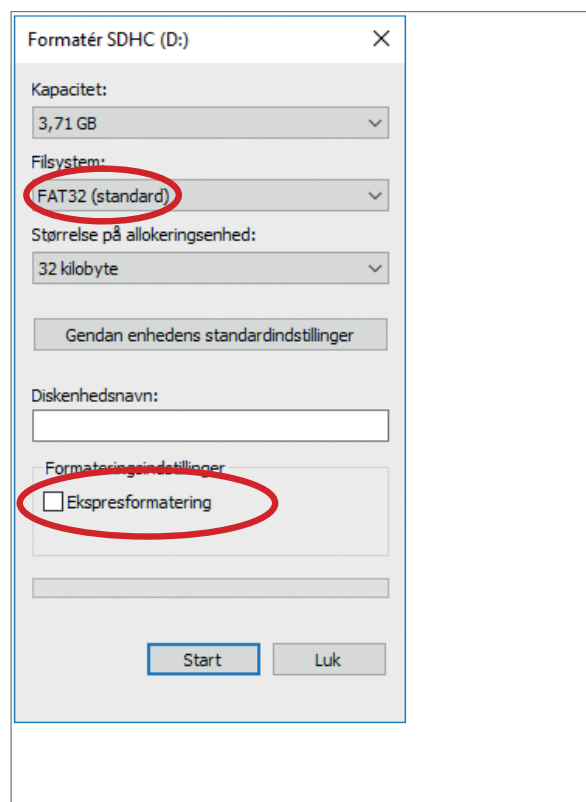 Formatér SDHC (D:)
Kapacitet:
3,71 GB
Filsystem:
FAT32 (standard)
Størrelse på allokeringsenhed:
32 kilobyte
Gendan enhedens standardindstillinger
Diskenhedsnavn:
Formateringsindstillinger
Ekspresformatering
Start
Luk